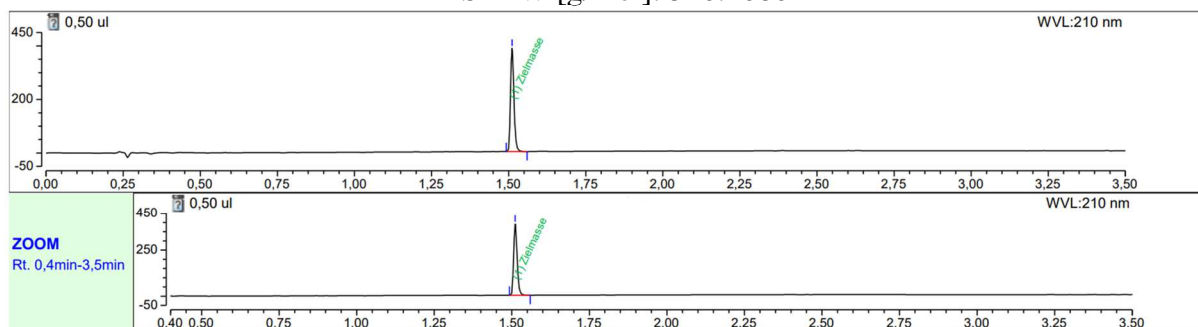 0,50 ul WVL:210 nm
450
200
-50
(1) Zielmasse
0,00 0,25 0,50 0,75 1,00 1,25 1,50 1,75 2,00 2,25 2,50 2,75 3,00 3,25 3,50
0,50 ul WVL:210 nm
450
250
-50
ZOOM
Rt. 0,4min-3,5min
(1) Zielmasse
0.40 0.50 0.75 1.00 1.25 1.50 1.75 2.00 2.25 2.50 2.75 3.00 3.25 3.50